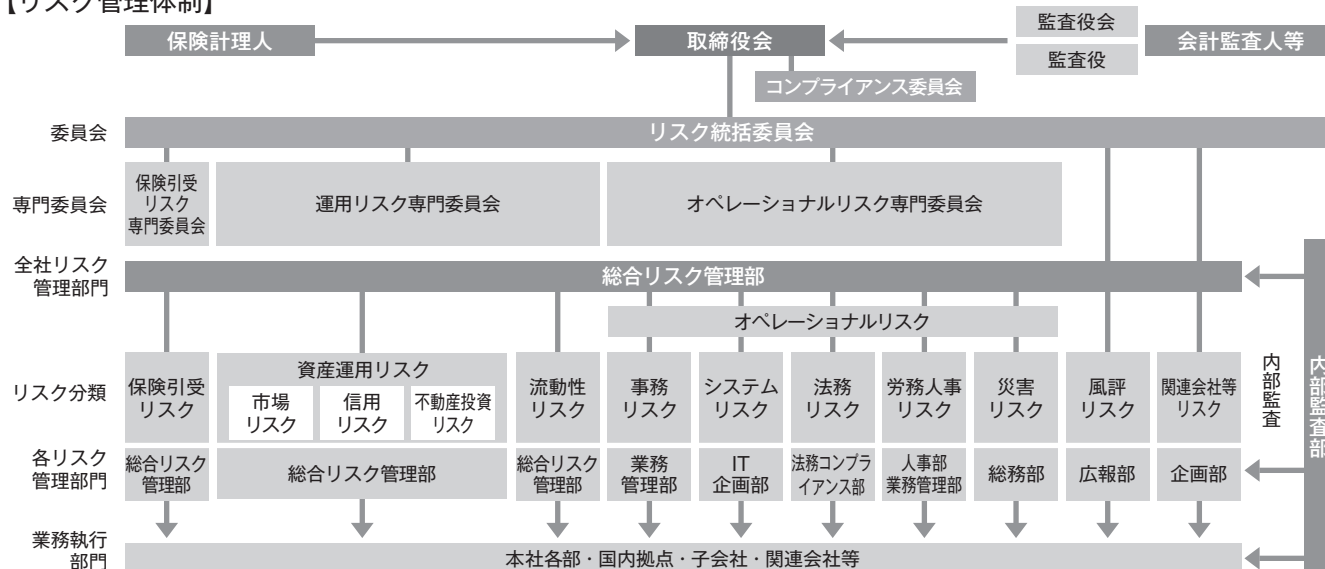 【リスク管理体制】
保険計理人
取締役会
監査役会
監査役
会計監査人等
コンプライアンス委員会
委員会
リスク統括委員会
専門委員会
保険引受
リスク
専門委員会
運用リスク専門委員会
オペレーショナルリスク専門委員会
全社リスク
管理部門
総合リスク管理部
オペレーショナルリスク
リスク分類
保険引受
リスク
資産運用リスク
市場
リスク
信用
リスク
不動産投資
リスク
流動性
リスク
事務
リスク
システム
リスク
法務
リスク
労務人事
リスク
災害
リスク
風評
リスク
関連会社等
リスク
内部監査
内部監査部
各リスク
管理部門
総合リスク
管理部
総合リスク管理部
総合リスク
管理部
業務
管理部
IT
企画部
法務コンプラ
イアンス部
人事部
業務管理部
総務部
広報部
企画部
業務執行
部門
本社各部・国内拠点・子会社・関連会社等